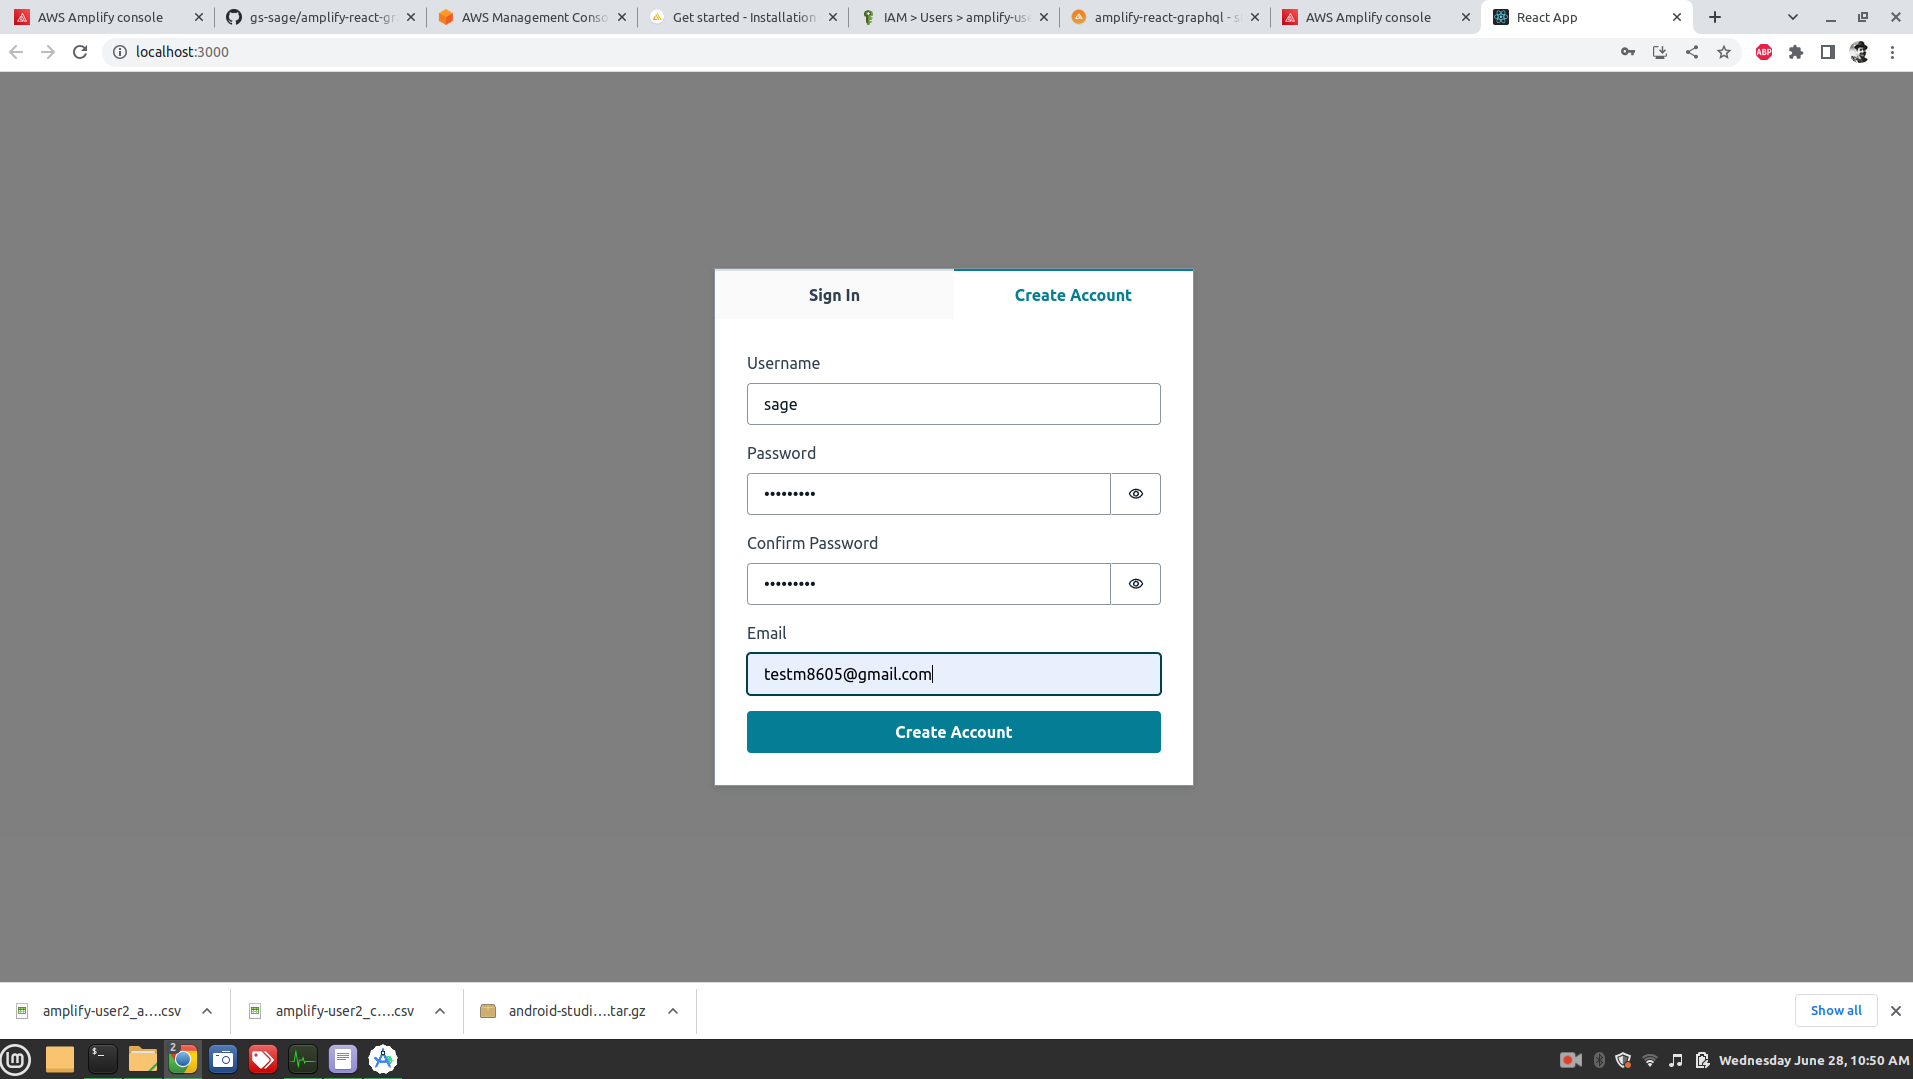 AWS Amplify console
gs-sage/amplify-react-gr
AWS Management Conso
Get started - Installation
IAM > Users > amplify-use
amplify-react-graphql - s
AWS Amplify console
React App
localhost:3000
ABP
Sign In
Create Account
Username
sage
Password
•••••••••
Confirm Password
•••••••••
Email
testm8605@gmail.com
Create Account
amplify-user2_a....csv
amplify-user2_c....csv
android-studi....tar.gz
Show all
2
Wednesday June 28, 10:50 AM